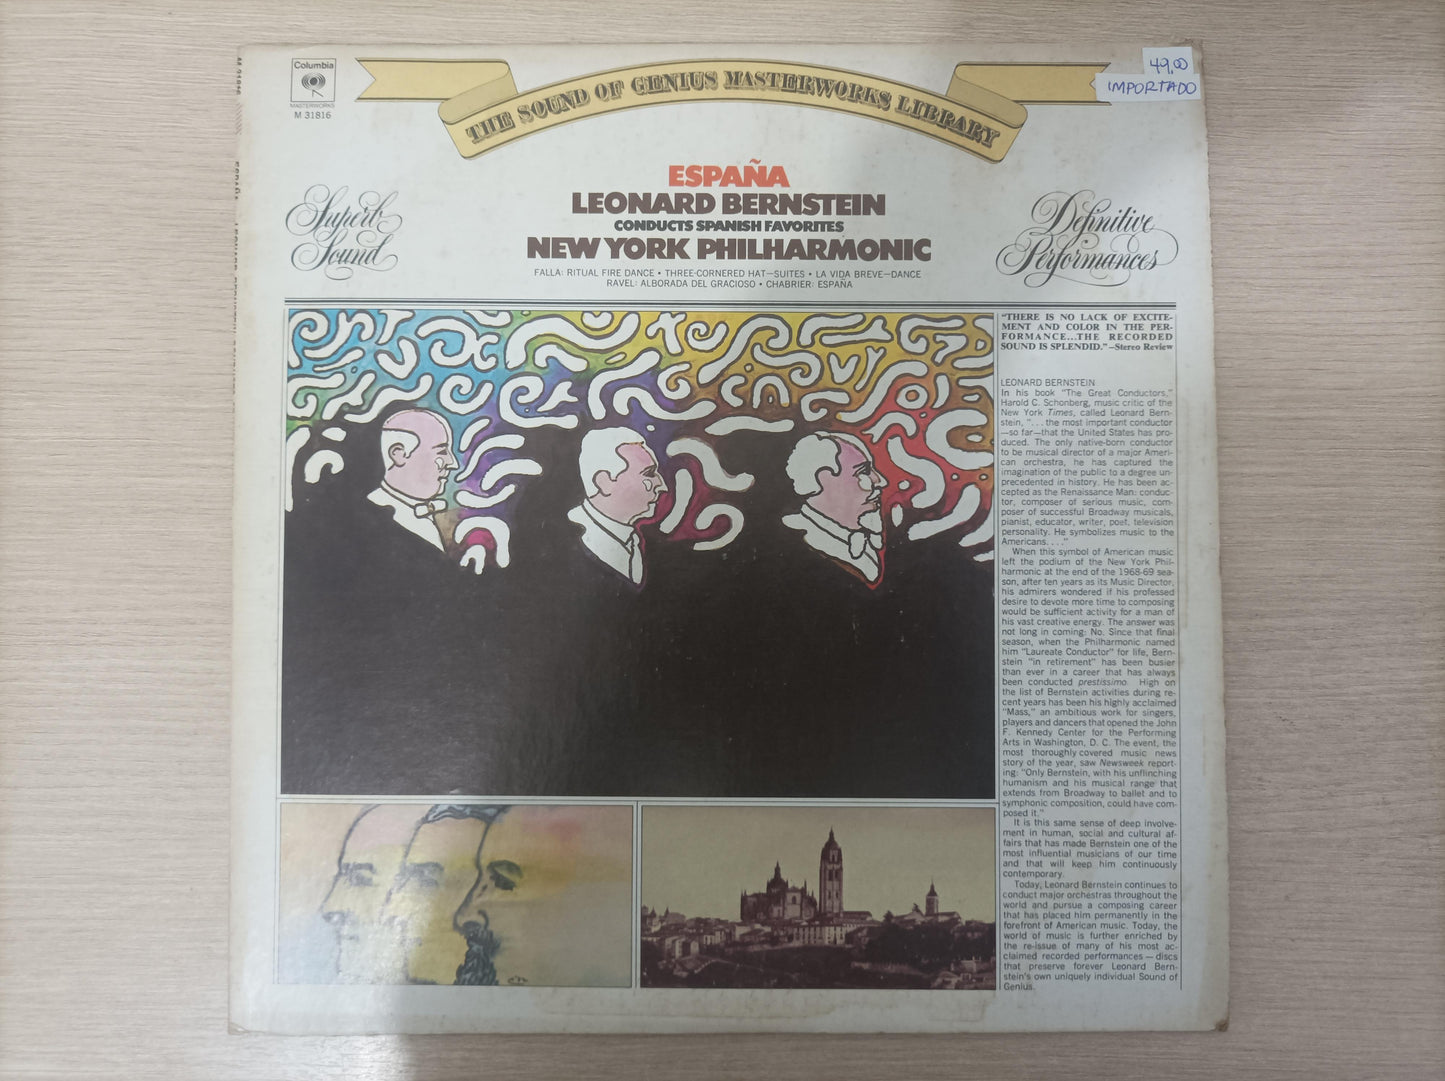 Columbia
MASTERWORKS
M 31816
THE SOUND OF GENIUS MASTERWORKS LIBRARY
49,00
IMPORTADO
Superb
Sound
ESPAÑA
LEONARD BERNSTEIN
CONDUCTS SPANISH FAVORITES
NEW YORK PHILHARMONIC
FALLA: RITUAL FIRE DANCE • THREE-CORNERED HAT—SUITES • LA VIDA BREVE—DANCE
RAVEL: ALBORADA DEL GRACIOSO • CHABRIER: ESPAÑA
Definitive
Performances
"THERE IS NO LACK OF EXCITE-
MENT AND COLOR IN THE PER-
FORMANCE...THE RECORDED
SOUND IS SPLENDID."—Stereo Review
LEONARD BERNSTEIN
In his book "The Great Conductors,"
Harold C. Schonberg, music critic of the
New York Times, called Leonard Bern-
stein, ". . . the most important conductor
—so far—that the United States has pro-
duced. The only native-born conductor
to be musical director of a major Ameri-
can orchestra, he has captured the
imagination of the public to a degree un-
precedented in history. He has been ac-
cepted as the Renaissance Man: conduc-
tor, composer of serious music, com-
poser of successful Broadway musicals,
pianist, educator, writer, poet, television
personality. He symbolizes music to the
Americans. . . ."
When this symbol of American music
left the podium of the New York Phil-
harmonic at the end of the 1968-69 sea-
son, after ten years as its Music Director,
his admirers wondered if his professed
desire to devote more time to composing
would be sufficient activity for a man of
his vast creative energy. The answer was
not long in coming: No. Since that final
season, when the Philharmonic named
him "Laureate Conductor" for life, Bern-
stein "in retirement" has been busier
than ever in a career that has always
been conducted prestissimo. High on
the list of Bernstein activities during re-
cent years has been his highly acclaimed
"Mass," an ambitious work for singers,
players and dancers that opened the John
F. Kennedy Center for the Performing
Arts in Washington, D. C. The event, the
most thoroughly covered music news
story of the year, saw Newsweek report-
ing: "Only Bernstein, with his unflinching
humanism and his musical range that
extends from Broadway to ballet and to
symphonic composition, could have com-
posed it."
It is this same sense of deep involve-
ment in human, social and cultural af-
fairs that has made Bernstein one of the
most influential musicians of our time
and that will keep him continuously
contemporary.
Today, Leonard Bernstein continues to
conduct major orchestras throughout the
world and pursue a composing career
that has placed him permanently in the
forefront of American music. Today, the
world of music is further enriched by
the re-issue of many of his most ac-
claimed recorded performances — discs
that preserve forever Leonard Bern-
stein's own uniquely individual Sound of
Genius.